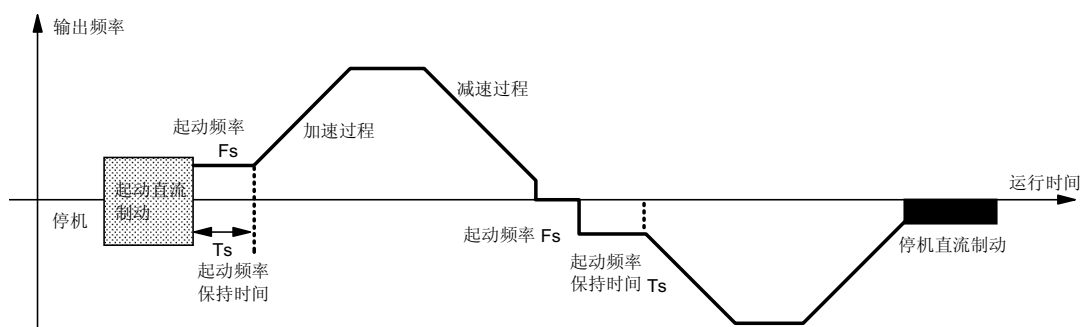 输出频率
减速过程
起动频率
Fs
加速过程
运行时间
起动直流
制动
停机
起动频率 Fs
停机直流制动
Ts
起动频率
保持时间
起动频率
保持时间 Ts